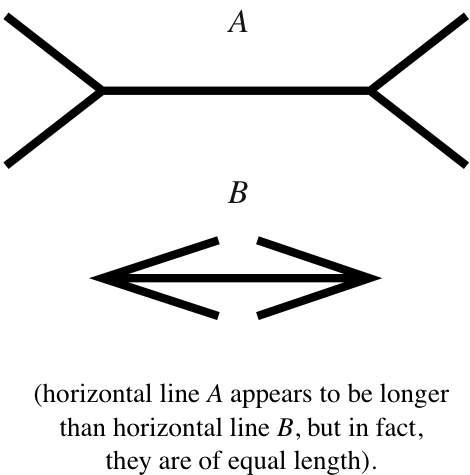 A
B
(horizontal line A appears to be longer
than horizontal line B, but in fact,
they are of equal length).